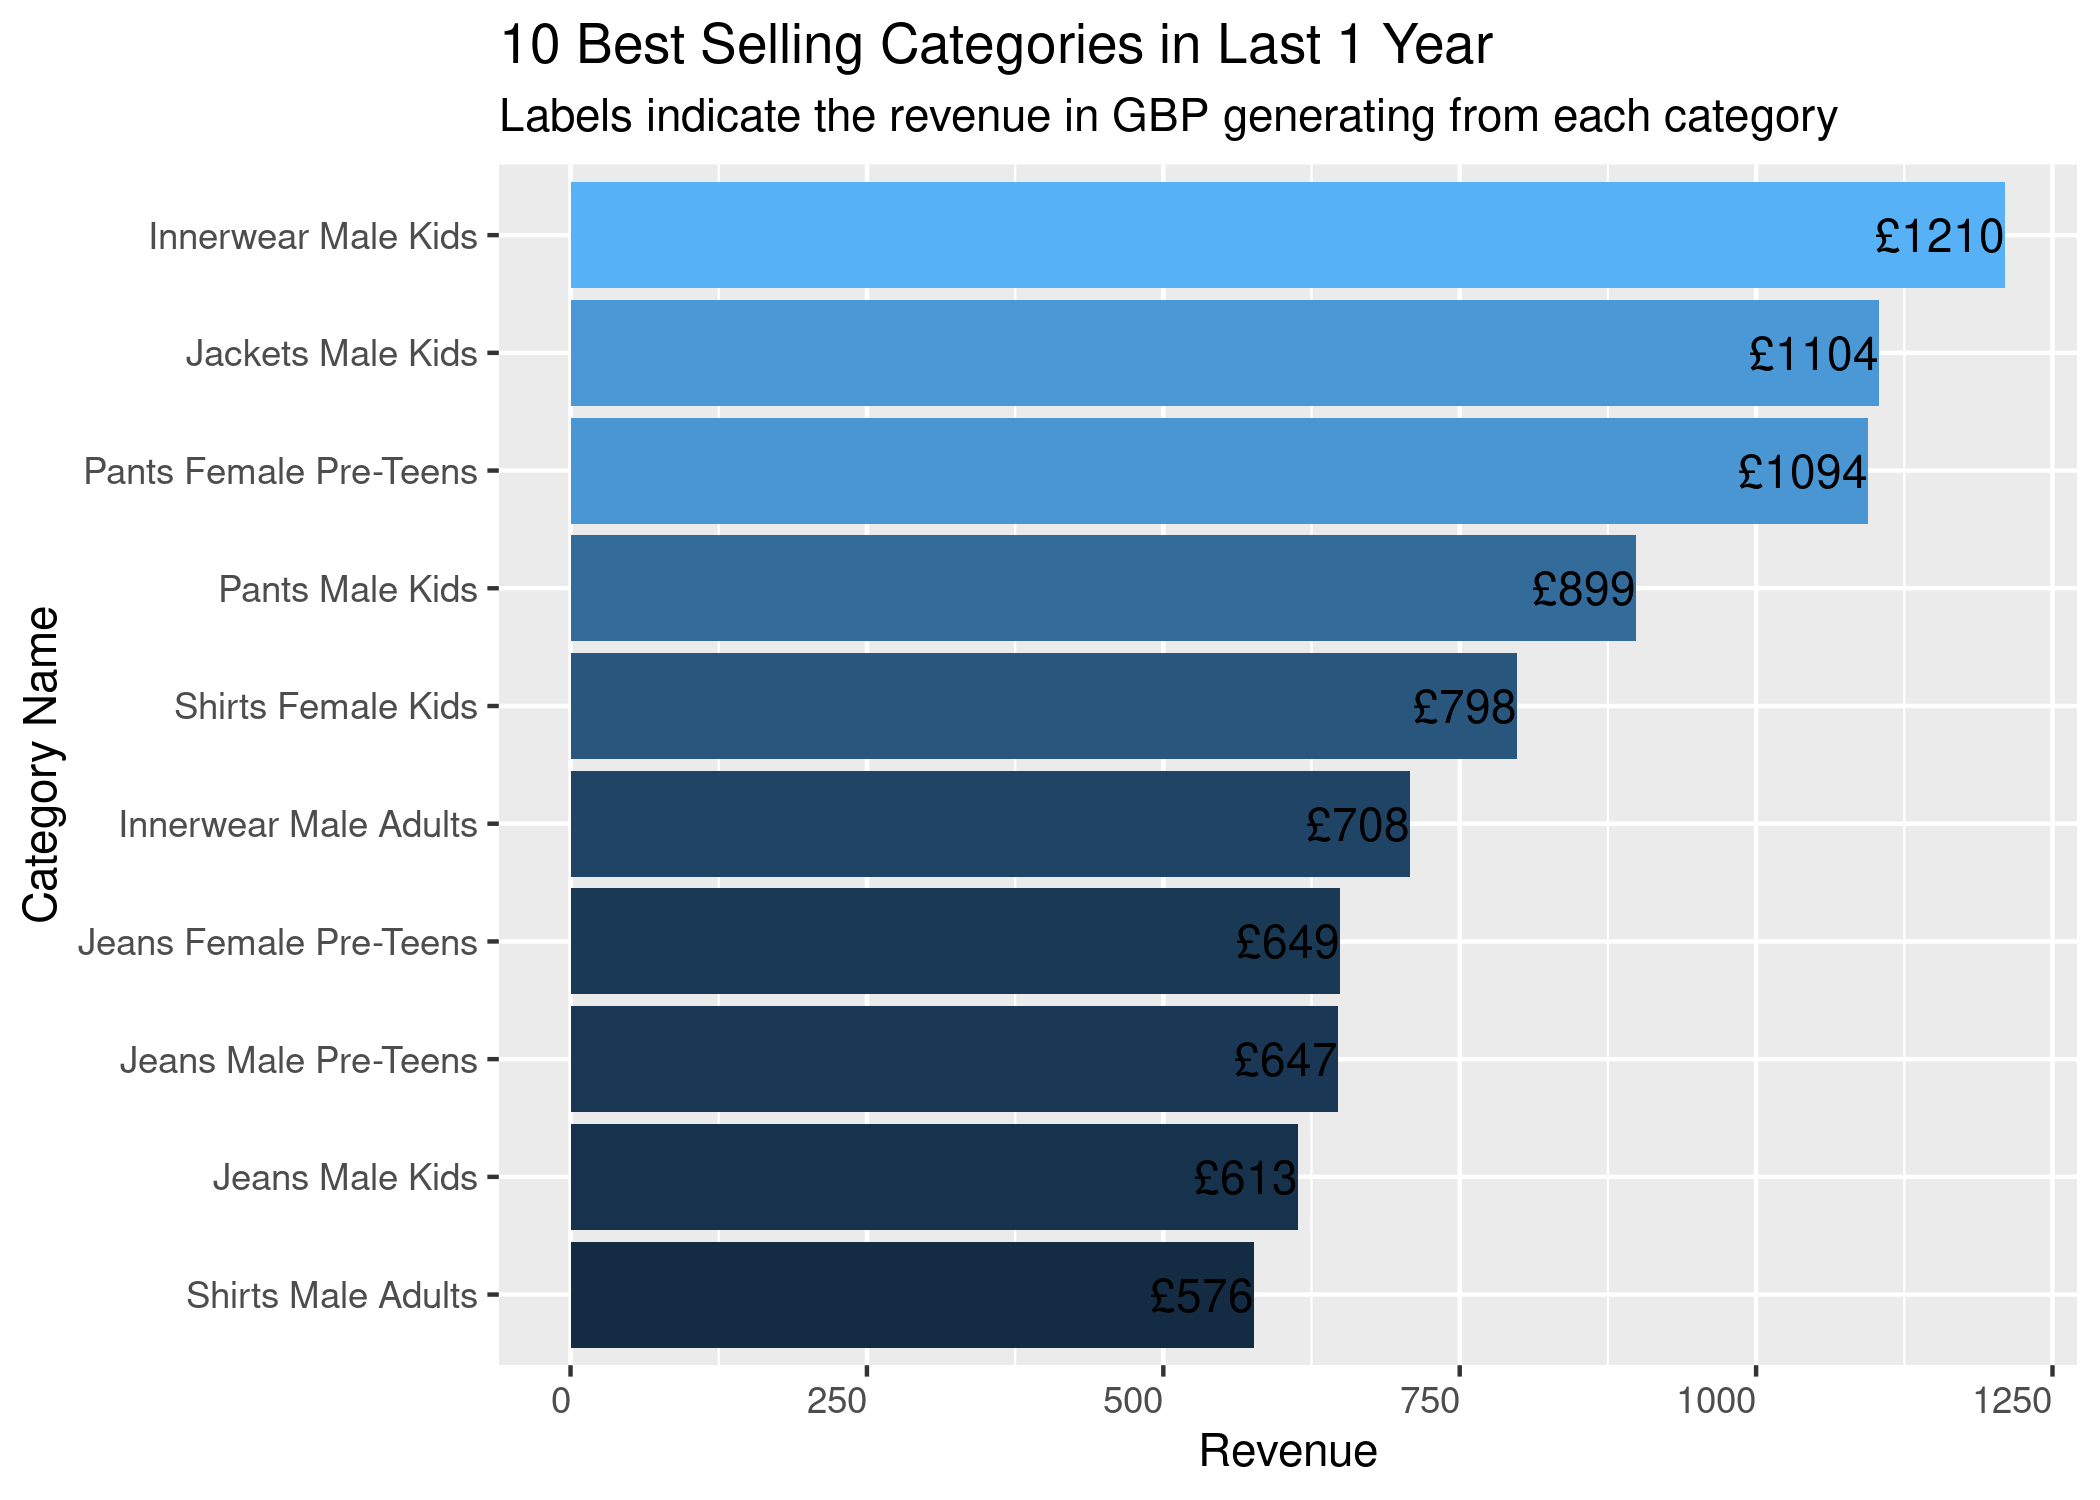 10 Best Selling Categories in Last 1 Year
Labels indicate the revenue in GBP generating from each category
Category Name
Innerwear Male Kids £1210
Jackets Male Kids £1104
Pants Female Pre-Teens £1094
Pants Male Kids £899
Shirts Female Kids £798
Innerwear Male Adults £708
Jeans Female Pre-Teens £649
Jeans Male Pre-Teens £647
Jeans Male Kids £613
Shirts Male Adults £576
0 250 500 750 1000 1250
Revenue